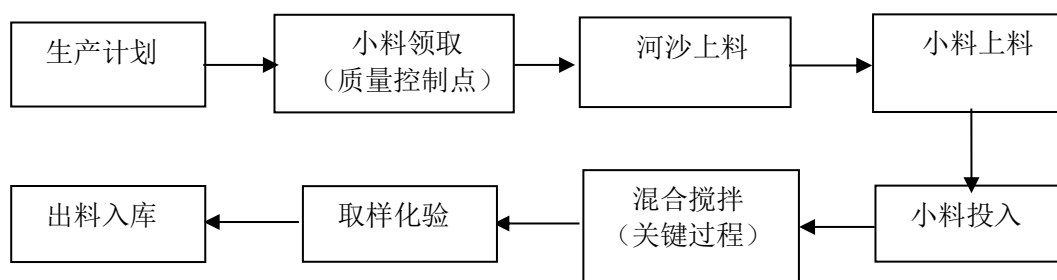 生产计划
小料领取
（质量控制点）
河沙上料
小料上料
小料投入
混合搅拌
（关键过程）
取样化验
出料入库